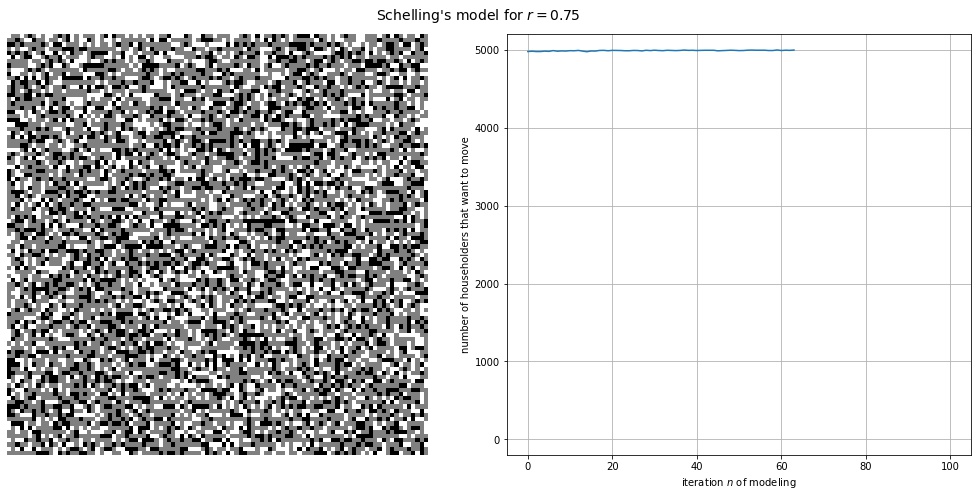 Schelling's model for r = 0.75
number of householders that want to move
5000
4000
3000
2000
1000
0
0 20 40 60 80 100
iteration n of modeling